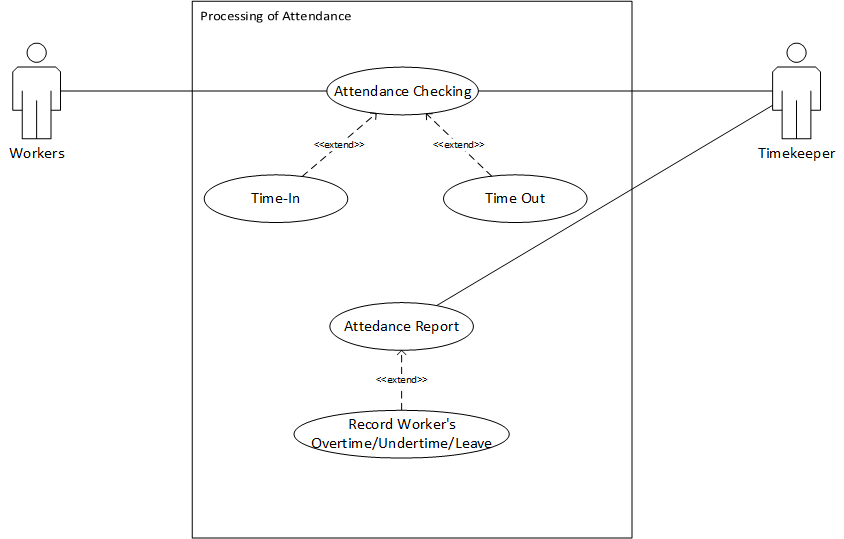 Processing of Attendance
Attendance Checking
Workers
Timekeeper
<<extend>>
<<extend>>
Time-In
Time Out
Attedance Report
<<extend>>
Record Worker's
Overtime/Undertime/Leave